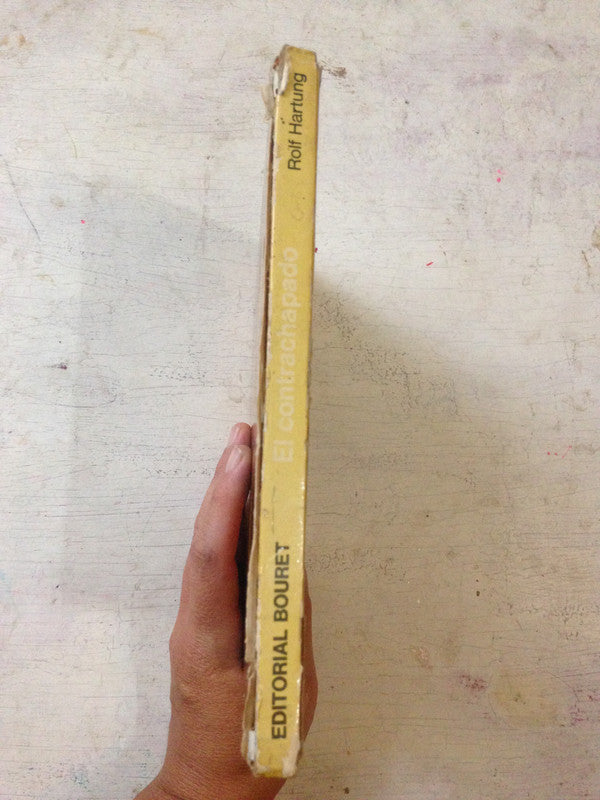 Rolf Hartung
El contrachapado
EDITORIAL BOURET